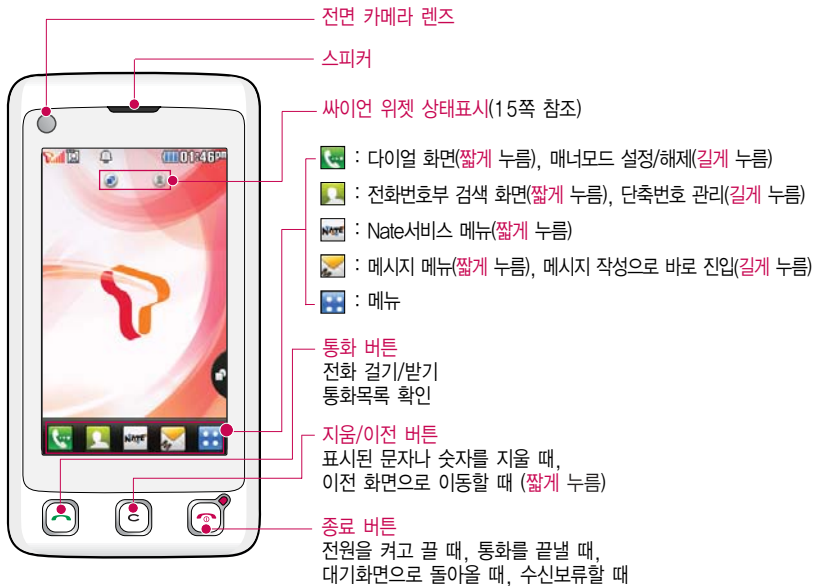 전면 카메라 렌즈
스피커
싸이언 위젯 상태표시(15쪽 참조)
01:46PM
: 다이얼 화면(짧게 누름), 매너모드 설정/해제(길게 누름)
: 전화번호부 검색 화면(짧게 누름), 단축번호 관리(길게 누름)
NATE : Nate서비스 메뉴(짧게 누름)
: 메시지 메뉴(짧게 누름), 메시지 작성으로 바로 진입(길게 누름)
: 메뉴
통화 버튼
전화 걸기/받기
통화목록 확인
NATE
지움/이전 버튼
표시된 문자나 숫자를 지울 때,
이전 화면으로 이동할 때 (짧게 누름)
C
종료 버튼
전원을 켜고 끌 때, 통화를 끝낼 때,
대기화면으로 돌아올 때, 수신보류할 때